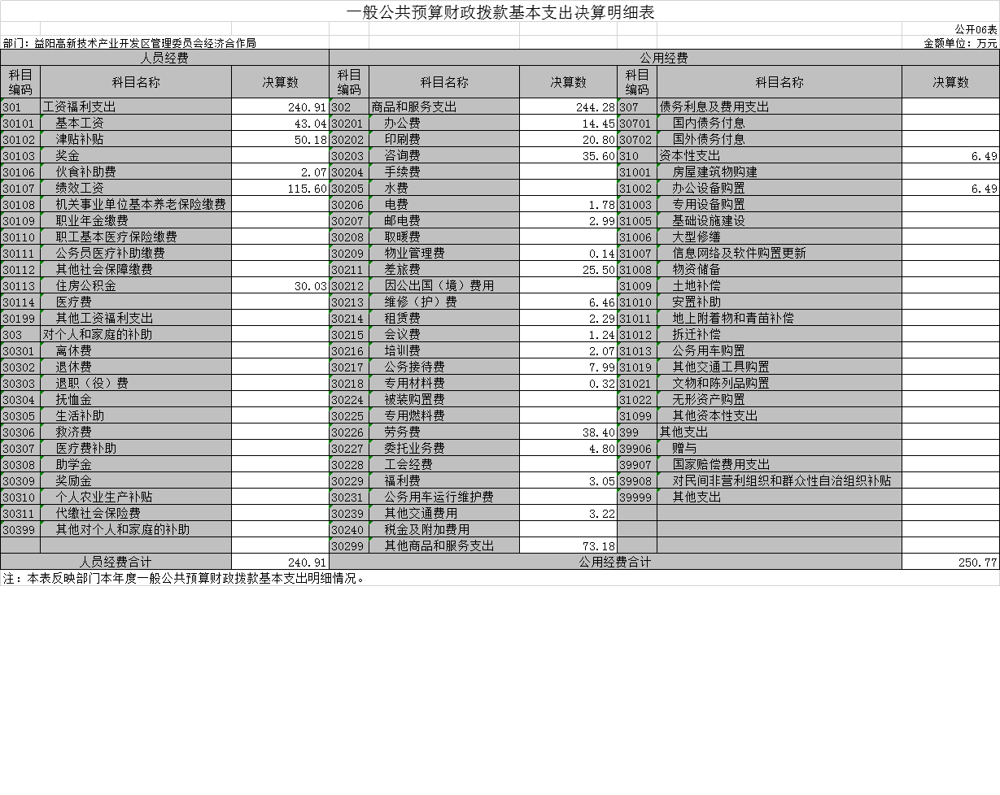 一般公共预算财政拨款基本支出决算明细表
公开06表
部门：益阳高新技术产业开发区管理委员会经济合作局 金额单位：万元
人员经费 公用经费
科目编码 科目名称 决算数 科目编码 科目名称 决算数 科目编码 科目名称 决算数
301 工资福利支出 240.91 302 商品和服务支出 244.28 307 债务利息及费用支出
30101 基本工资 43.04 30201 办公费 14.45 30701 国内债务付息
30102 津贴补贴 50.18 30202 印刷费 20.80 30702 国外债务付息
30103 奖金 30203 咨询费 35.60 310 资本性支出 6.49
30106 伙食补助费 2.07 30204 手续费 31001 房屋建筑物购建
30107 绩效工资 115.60 30205 水费 31002 办公设备购置 6.49
30108 机关事业单位基本养老保险缴费 30206 电费 1.78 31003 专用设备购置
30109 职业年金缴费 30207 邮电费 2.99 31005 基础设施建设
30110 职工基本医疗保险缴费 30208 取暖费 31006 大型修缮
30111 公务员医疗补助缴费 30209 物业管理费 0.14 31007 信息网络及软件购置更新
30112 其他社会保障缴费 30211 差旅费 25.50 31008 物资储备
30113 住房公积金 30.03 30212 因公出国（境）费用 31009 土地补偿
30114 医疗费 30213 维修（护）费 6.46 31010 安置补助
30199 其他工资福利支出 30214 租赁费 2.29 31011 地上附着物和青苗补偿
303 对个人和家庭的补助 30215 会议费 1.24 31012 拆迁补偿
30301 离休费 30216 培训费 2.07 31013 公务用车购置
30302 退休费 30217 公务接待费 7.99 31019 其他交通工具购置
30303 退职（役）费 30218 专用材料费 0.32 31021 文物和陈列品购置
30304 抚恤金 30224 被装购置费 31022 无形资产购置
30305 生活补助 30225 专用燃料费 31099 其他资本性支出
30306 救济费 30226 劳务费 38.40 399 其他支出
30307 医疗费补助 30227 委托业务费 4.80 39906 赠与
30308 助学金 30228 工会经费 39907 国家赔偿费用支出
30309 奖励金 30229 福利费 3.05 39908 对民间非营利组织和群众性自治组织补贴
30310 个人农业生产补贴 30231 公务用车运行维护费 39999 其他支出
30311 代缴社会保险费 30239 其他交通费用 3.22
30399 其他对个人和家庭的补助 30240 税金及附加费用
30299 其他商品和服务支出 73.18
人员经费合计 240.91 公用经费合计 250.77
注：本表反映部门本年度一般公共预算财政拨款基本支出明细情况。